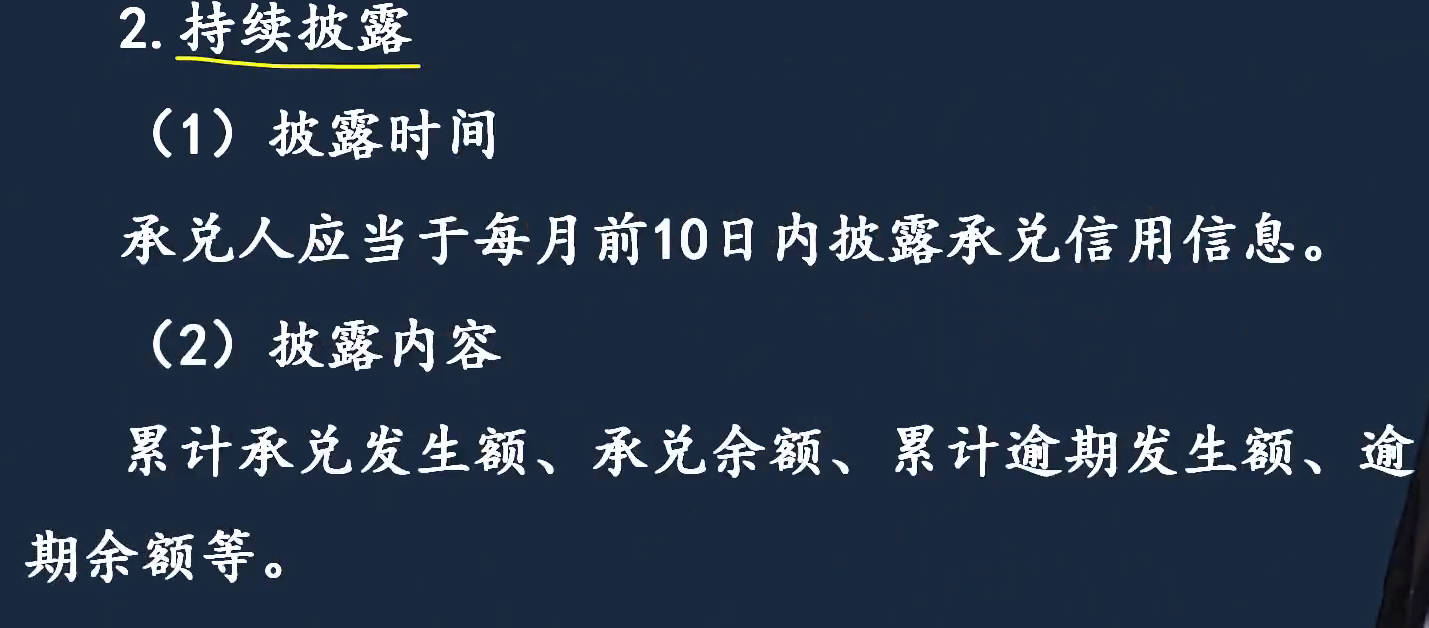 2.持续披露
（1）披露时间
承兑人应当于每月前10日内披露承兑信用信息。
（2）披露内容
累计承兑发生额、承兑余额、累计逾期发生额、逾
期余额等。